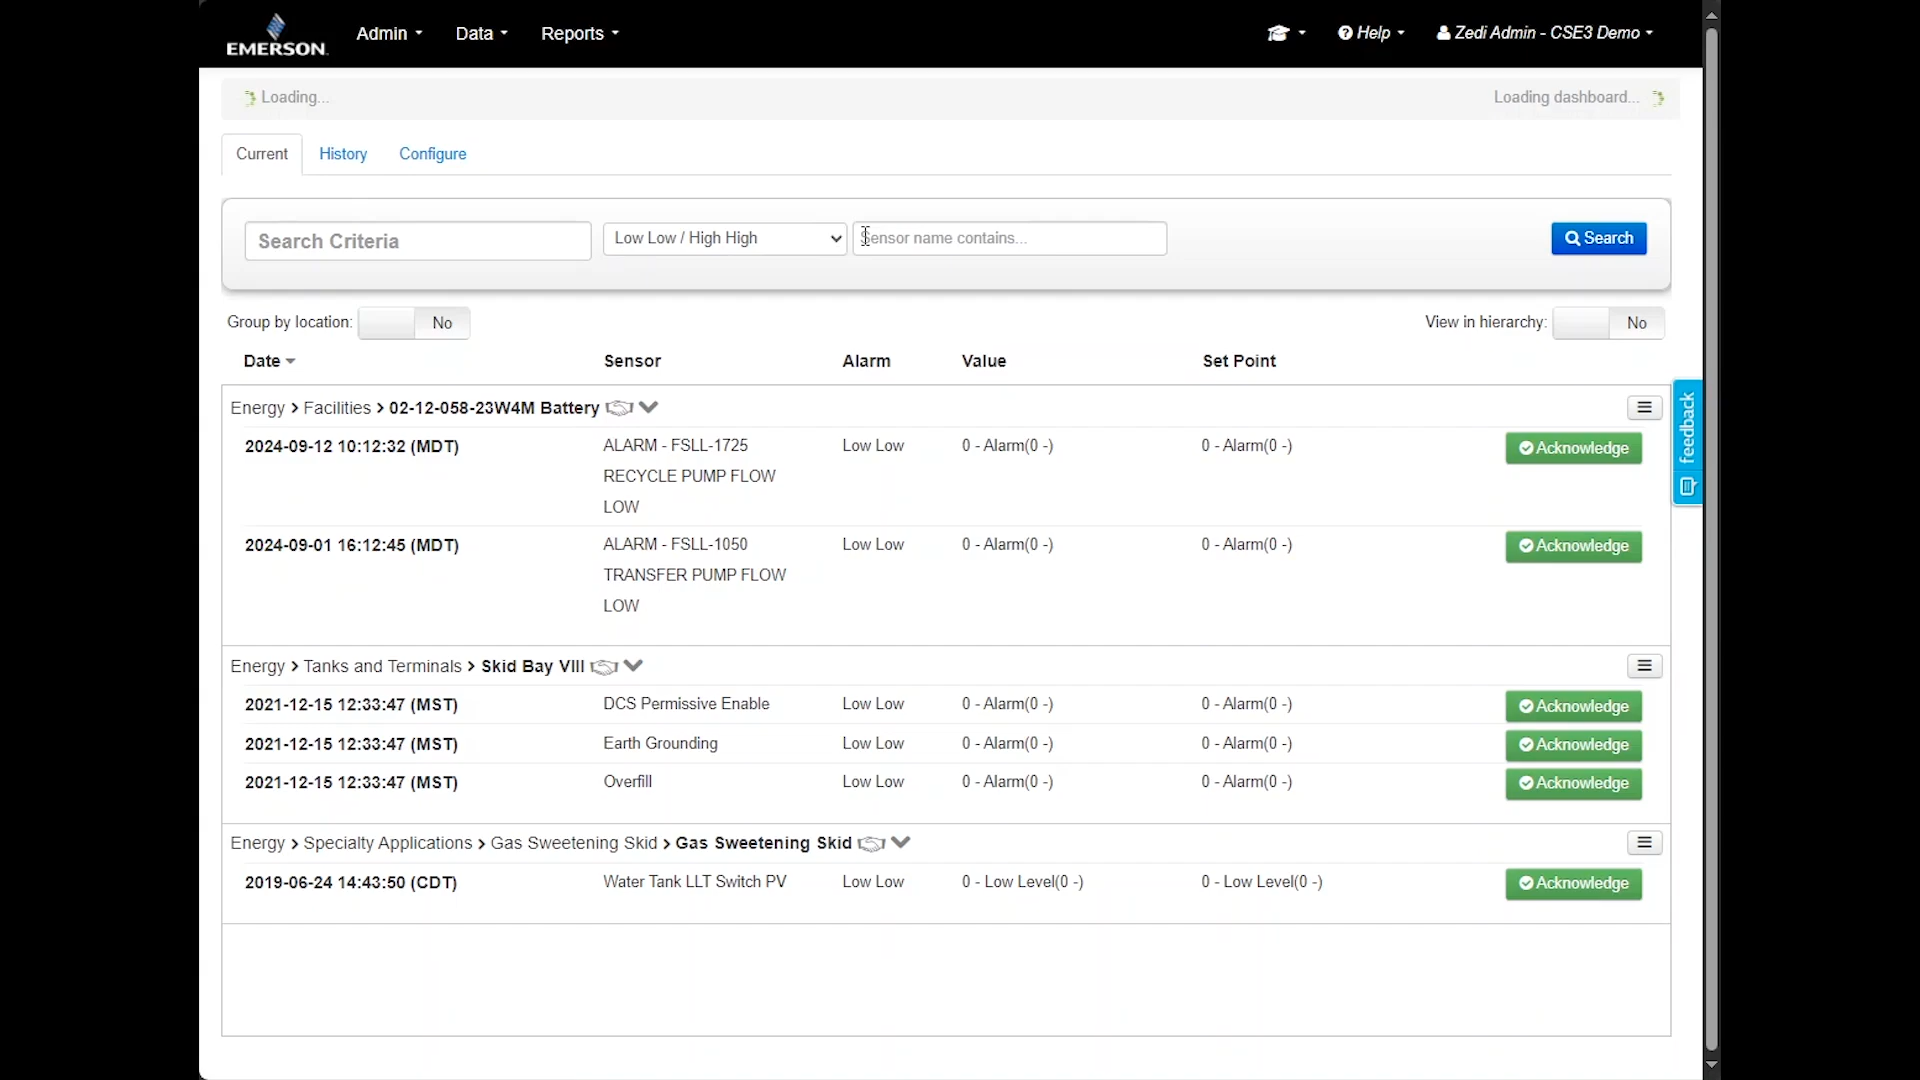 EMERSON Admin Data Reports Help Zedi Admin - CSE3 Demo
Loading... Loading dashboard...
Current History Configure
Search Criteria Low Low / High High Sensor name contains... Search
Group by location: No View in hierarchy: No
Date Sensor Alarm Value Set Point
Energy > Facilities > 02-12-058-23W4M Battery
2024-09-12 10:12:32 (MDT) ALARM - FSLL-1725 Low Low 0 - Alarm(0 -) 0 - Alarm(0 -) Acknowledge
RECYCLE PUMP FLOW
LOW
2024-09-01 16:12:45 (MDT) ALARM - FSLL-1050 Low Low 0 - Alarm(0 -) 0 - Alarm(0 -) Acknowledge
TRANSFER PUMP FLOW
LOW
Energy > Tanks and Terminals > Skid Bay VIII
2021-12-15 12:33:47 (MST) DCS Permissive Enable Low Low 0 - Alarm(0 -) 0 - Alarm(0 -) Acknowledge
2021-12-15 12:33:47 (MST) Earth Grounding Low Low 0 - Alarm(0 -) 0 - Alarm(0 -) Acknowledge
2021-12-15 12:33:47 (MST) Overfill Low Low 0 - Alarm(0 -) 0 - Alarm(0 -) Acknowledge
Energy > Specialty Applications > Gas Sweetening Skid > Gas Sweetening Skid
2019-06-24 14:43:50 (CDT) Water Tank LLT Switch PV Low Low 0 - Low Level(0 -) 0 - Low Level(0 -) Acknowledge
feedback